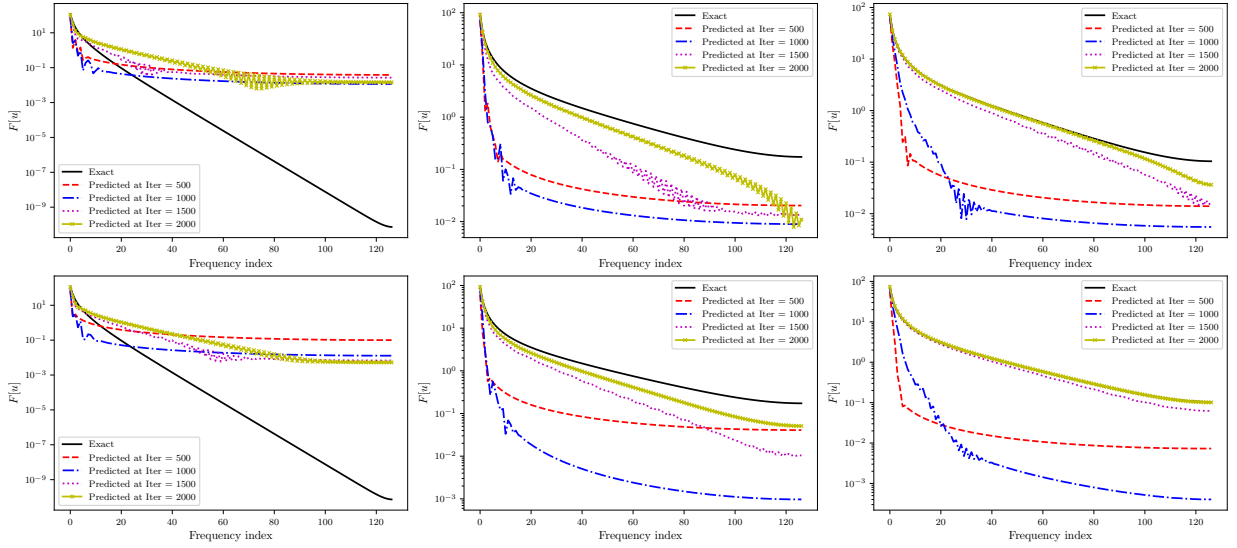 F[u]
10^1
10^-1
10^-3
10^-5
10^-7
10^-9
Exact
Predicted at Iter = 500
Predicted at Iter = 1000
Predicted at Iter = 1500
Predicted at Iter = 2000
0 20 40 60 80 100 120
Frequency index
F[u]
10^2
10^1
10^0
10^-1
10^-2
Exact
Predicted at Iter = 500
Predicted at Iter = 1000
Predicted at Iter = 1500
Predicted at Iter = 2000
0 20 40 60 80 100 120
Frequency index
F[u]
10^2
10^1
10^0
10^-1
10^-2
Exact
Predicted at Iter = 500
Predicted at Iter = 1000
Predicted at Iter = 1500
Predicted at Iter = 2000
0 20 40 60 80 100 120
Frequency index
F[u]
10^1
10^-1
10^-3
10^-5
10^-7
10^-9
Exact
Predicted at Iter = 500
Predicted at Iter = 1000
Predicted at Iter = 1500
Predicted at Iter = 2000
0 20 40 60 80 100 120
Frequency index
F[u]
10^2
10^1
10^0
10^-1
10^-2
10^-3
Exact
Predicted at Iter = 500
Predicted at Iter = 1000
Predicted at Iter = 1500
Predicted at Iter = 2000
0 20 40 60 80 100 120
Frequency index
F[u]
10^2
10^1
10^0
10^-1
10^-2
10^-3
Exact
Predicted at Iter = 500
Predicted at Iter = 1000
Predicted at Iter = 1500
Predicted at Iter = 2000
0 20 40 60 80 100 120
Frequency index